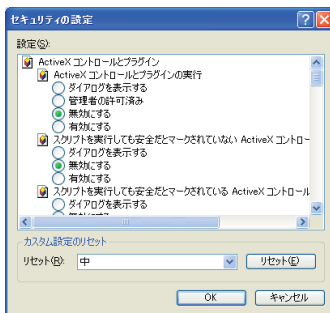 セキュリティの設定
設定(S):
ActiveX コントロールとプラグイン
ActiveX コントロールとプラグインの実行
ダイアログを表示する
管理者の許可済み
無効にする
有効にする
スクリプトを実行しても安全だとマークされていない ActiveX コントロー
ダイアログを表示する
無効にする
有効にする
スクリプトを実行しても安全だとマークされている ActiveX コントロール
ダイアログを表示する
カスタム設定のリセット
リセット(R): 中 リセット(E)
OK キャンセル